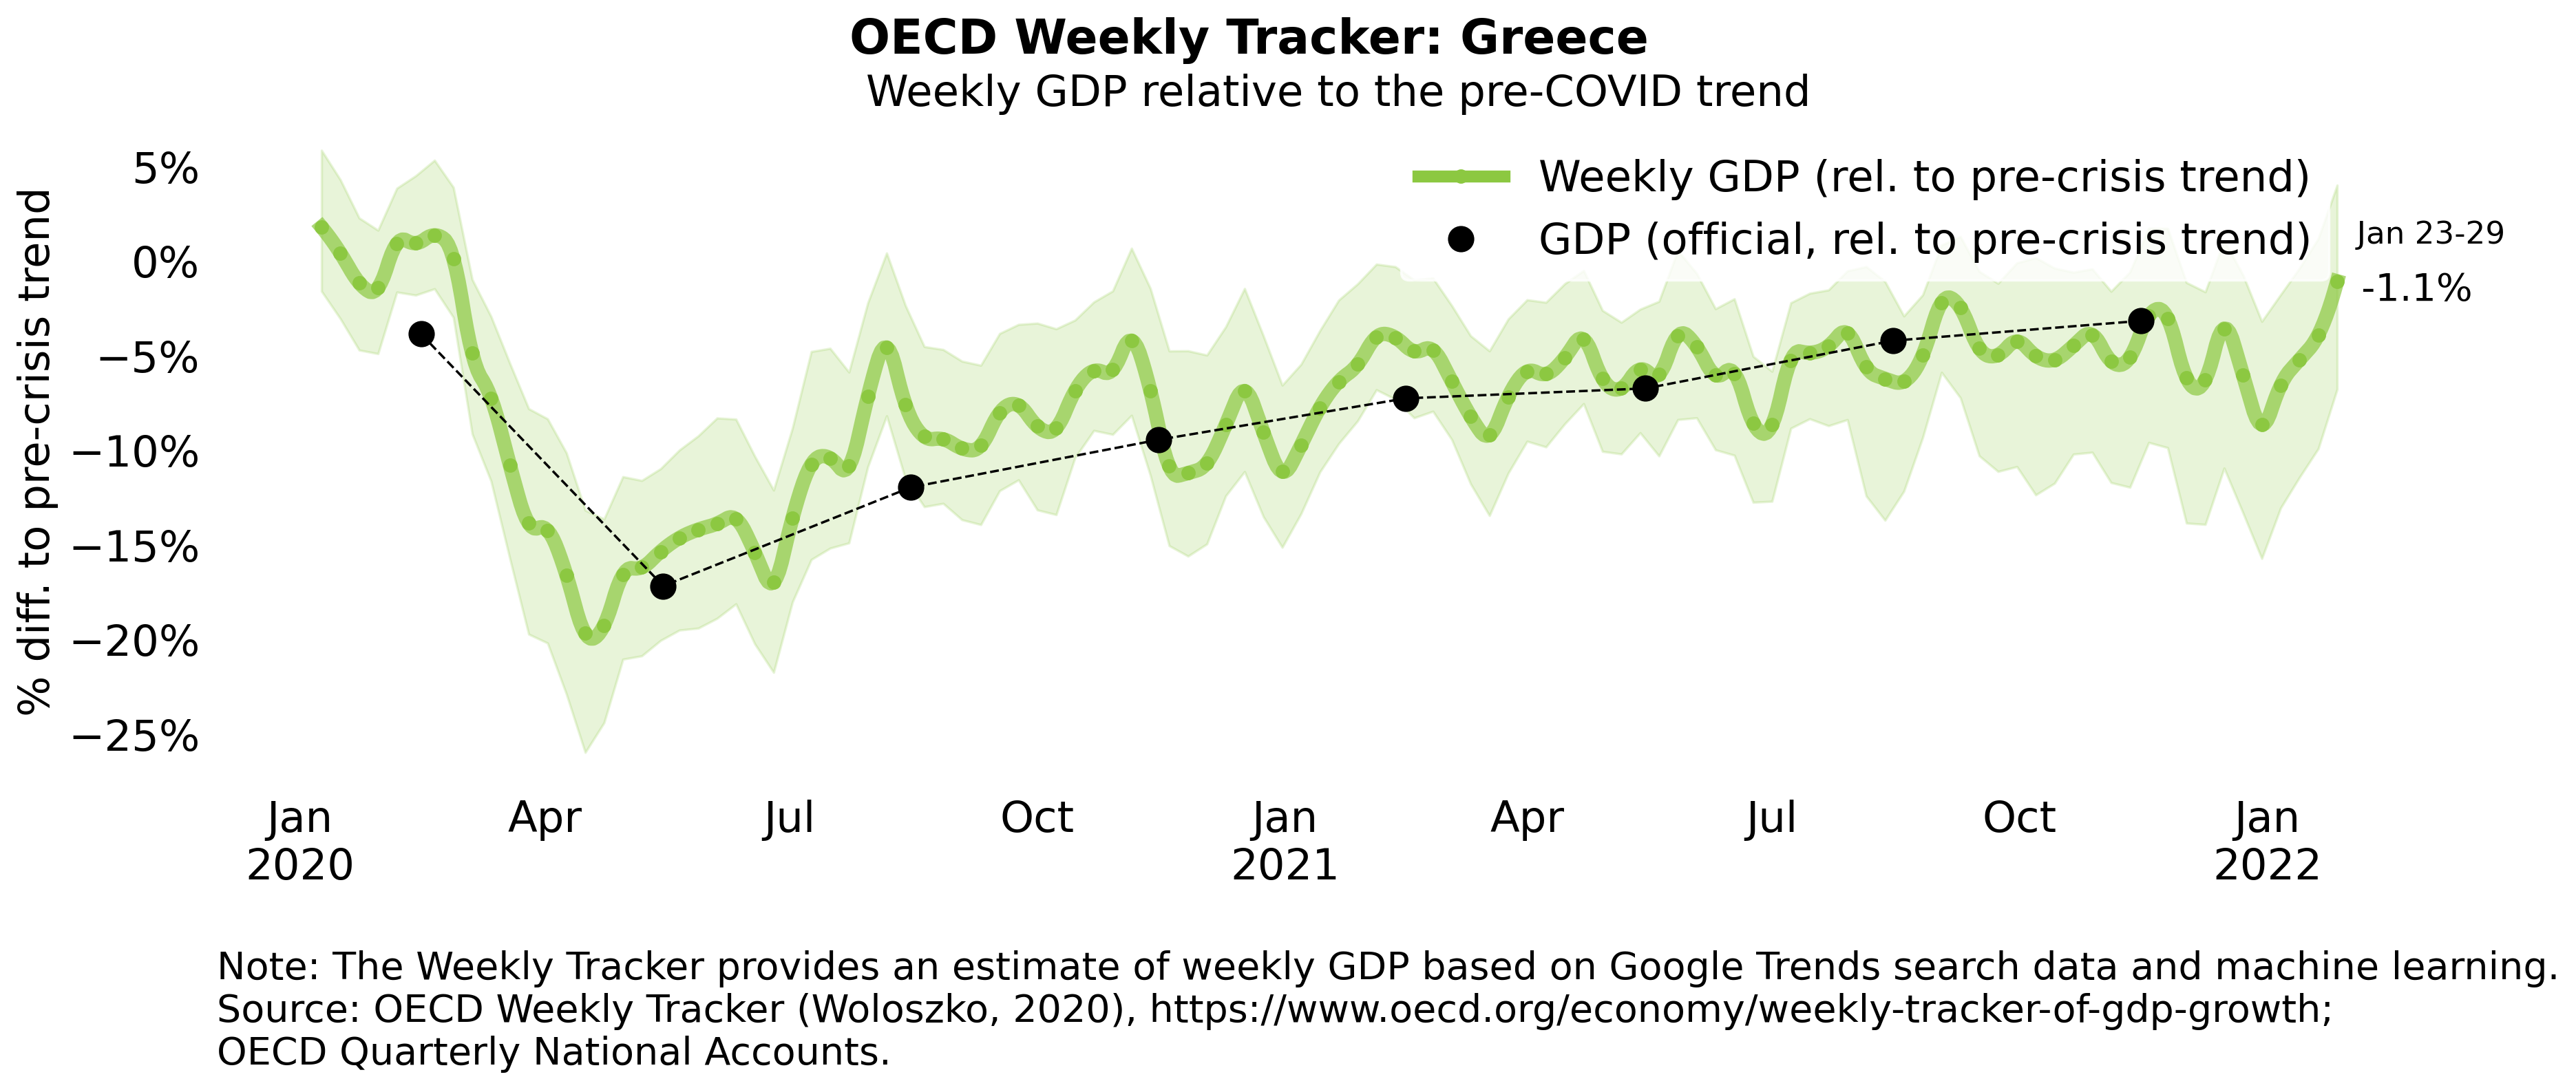 OECD Weekly Tracker: Greece
Weekly GDP relative to the pre-COVID trend
% diff. to pre-crisis trend
5%
0%
−5%
−10%
−15%
−20%
−25%
Weekly GDP (rel. to pre-crisis trend)
GDP (official, rel. to pre-crisis trend)
Jan 23-29
-1.1%
Jan Apr Jul Oct Jan Apr Jul Oct Jan
2020 2021 2022
Note: The Weekly Tracker provides an estimate of weekly GDP based on Google Trends search data and machine learning.
Source: OECD Weekly Tracker (Woloszko, 2020), https://www.oecd.org/economy/weekly-tracker-of-gdp-growth;
OECD Quarterly National Accounts.